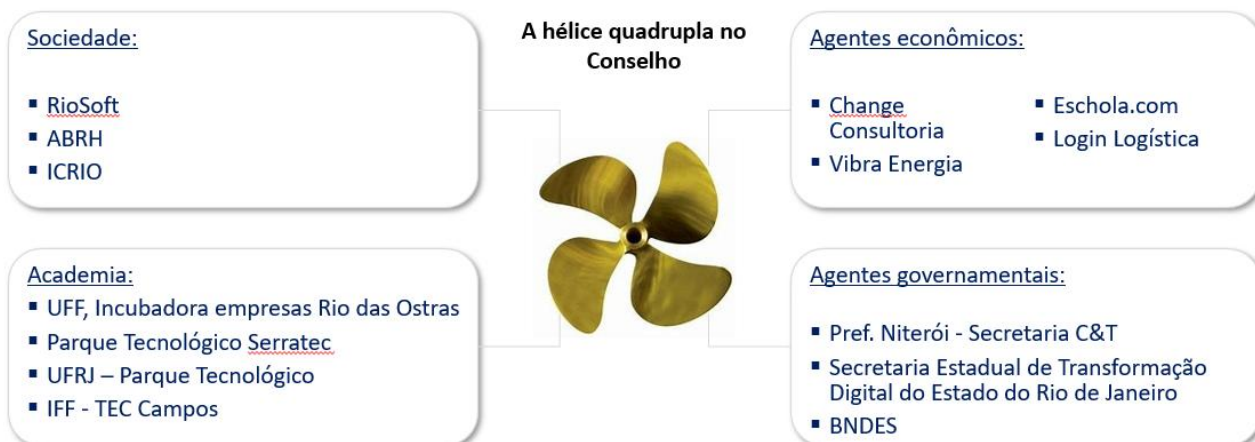 Sociedade:
▪ RioSoft
▪ ABRH
▪ ICRIO
A hélice quadrupla no
Conselho
Agentes econômicos:
▪ Change
Consultoria
▪ Vibra Energia
▪ Eschola.com
▪ Login Logística
Academia:
▪ UFF, Incubadora empresas Rio das Ostras
▪ Parque Tecnológico Serratec
▪ UFRJ – Parque Tecnológico
▪ IFF - TEC Campos
Agentes governamentais:
▪ Pref. Niterói - Secretaria C&T
▪ Secretaria Estadual de Transformação
Digital do Estado do Rio de Janeiro
▪ BNDES